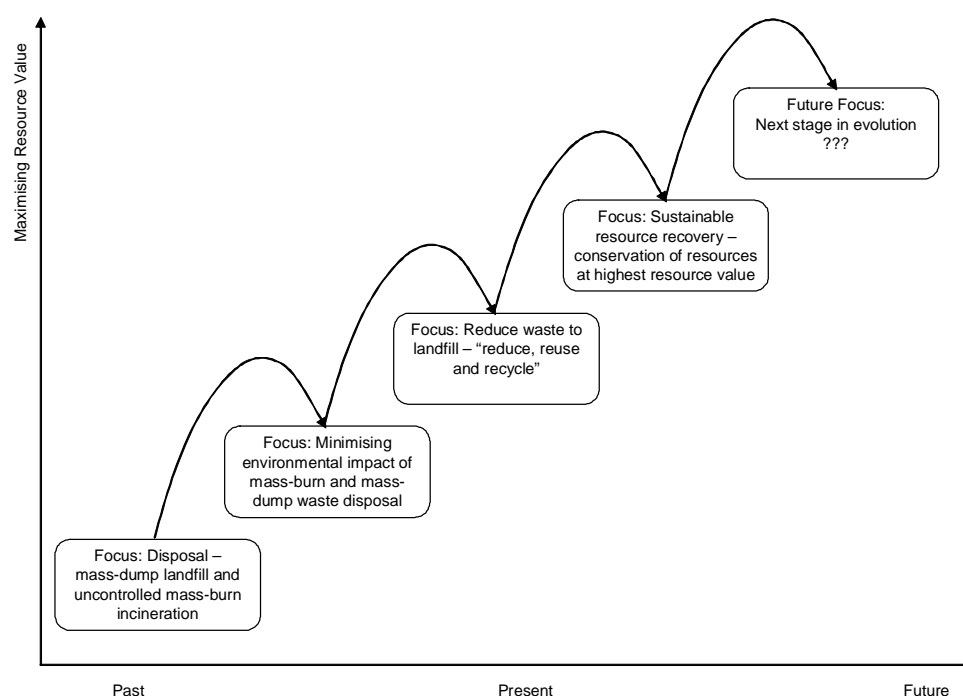 Maximising Resource Value
Future Focus:
Next stage in evolution
???
Focus: Sustainable
resource recovery –
conservation of resources
at highest resource value
Focus: Reduce waste to
landfill – “reduce, reuse
and recycle”
Focus: Minimising
environmental impact of
mass-burn and mass-
dump waste disposal
Focus: Disposal –
mass-dump landfill and
uncontrolled mass-burn
incineration
Past
Present
Future